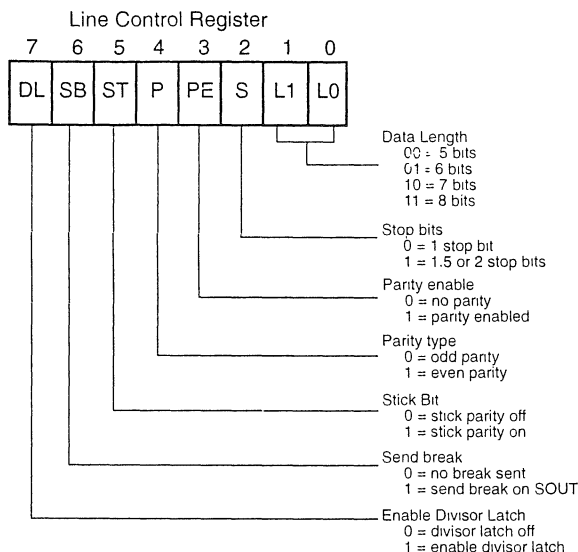 Line Control Register
7 6 5 4 3 2 1 0
DL SB ST P PE S L1 L0
Data Length
00 = 5 bits
01 = 6 bits
10 = 7 bits
11 = 8 bits
Stop bits
0 = 1 stop bit
1 = 1.5 or 2 stop bits
Parity enable
0 = no parity
1 = parity enabled
Parity type
0 = odd parity
1 = even parity
Stick Bit
0 = stick parity off
1 = stick parity on
Send break
0 = no break sent
1 = send break on SOUT
Enable Divisor Latch
0 = divisor latch off
1 = enable divisor latch